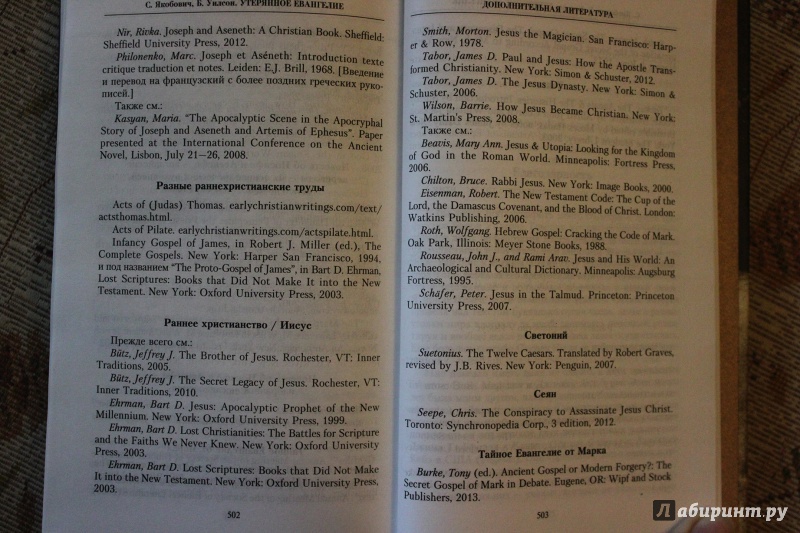 С. Якобович, Б. Уилсон. УТЕРЯННОЕ ЕВАНГЕЛИЕ
Nir, Rivka. Joseph and Aseneth: A Christian Book. Sheffield:
Sheffield University Press, 2012.
Philonenko, Marc. Joseph et Aséneth: Introduction texte
critique traduction et notes. Leiden: E.J. Brill, 1968. [Введение
и перевод на французский с более поздних греческих руко-
писей.]
Также см.:
Kasyan, Maria. “The Apocalyptic Scene in the Apocryphal
Story of Joseph and Aseneth and Artemis of Ephesus”. Paper
presented at the International Conference on the Ancient
Novel, Lisbon, July 21—26, 2008.
Разные раннехристианские труды
Acts of (Judas) Thomas. earlychristianwritings.com/text/
actsthomas.html.
Acts of Pilate. earlychristianwritings.com/actspilate.html.
Infancy Gospel of James, in Robert J. Miller (ed.), The
Complete Gospels. New York: Harper San Francisco, 1994,
и под названием “The Proto-Gospel of James”, in Bart D. Ehrman,
Lost Scriptures: Books that Did Not Make It into the New
Testament. New York: Oxford University Press, 2003.
Раннее христианство / Иисус
Прежде всего см.:
Bütz, Jeffrey J. The Brother of Jesus. Rochester, VT: Inner
Traditions, 2005.
Bütz, Jeffrey J. The Secret Legacy of Jesus. Rochester, VT:
Inner Traditions, 2010.
Ehrman, Bart D. Jesus: Apocalyptic Prophet of the New
Millennium. New York: Oxford University Press, 1999.
Ehrman, Bart D. Lost Christianities: The Battles for Scripture
and the Faiths We Never Knew. New York: Oxford University
Press, 2003.
Ehrman, Bart D. Lost Scriptures: Books that Did Not Make
It into the New Testament. New York: Oxford University Press,
2003.
502
ДОПОЛНИТЕЛЬНАЯ ЛИТЕРАТУРА
Smith, Morton. Jesus the Magician. San Francisco: Harp-
er & Row, 1978.
Tabor, James D. Paul and Jesus: How the Apostle Trans-
formed Christianity. New York: Simon & Schuster, 2012.
Tabor, James D. The Jesus Dynasty. New York: Simon &
Schuster, 2006.
Wilson, Barrie. How Jesus Became Christian. New York:
St. Martin’s Press, 2008.
Также см.:
Beavis, Mary Ann. Jesus & Utopia: Looking for the Kingdom
of God in the Roman World. Minneapolis: Fortress Press,
2006.
Chilton, Bruce. Rabbi Jesus. New York: Image Books, 2000.
Eisenman, Robert. The New Testament Code: The Cup of the
Lord, the Damascus Covenant, and the Blood of Christ. London:
Watkins Publishing, 2006.
Roth, Wolfgang. Hebrew Gospel: Cracking the Code of Mark.
Oak Park, Illinois: Meyer Stone Books, 1988.
Rousseau, John J., and Rami Arav. Jesus and His World: An
Archaeological and Cultural Dictionary. Minneapolis: Augsburg
Fortress, 1995.
Schäfer, Peter. Jesus in the Talmud. Princeton: Princeton
University Press, 2007.
Светоний
Suetonius. The Twelve Caesars. Translated by Robert Graves,
revised by J.B. Rives. New York: Penguin, 2007.
Сеян
Seepe, Chris. The Conspiracy to Assassinate Jesus Christ.
Toronto: Synchronopedia Corp., 3 edition, 2012.
Тайное Евангелие от Марка
Burke, Tony (ed.). Ancient Gospel or Modern Forgery?: The
Secret Gospel of Mark in Debate. Eugene, OR: Wipf and Stock
Publishers, 2013.
503
Лабиринт.ру